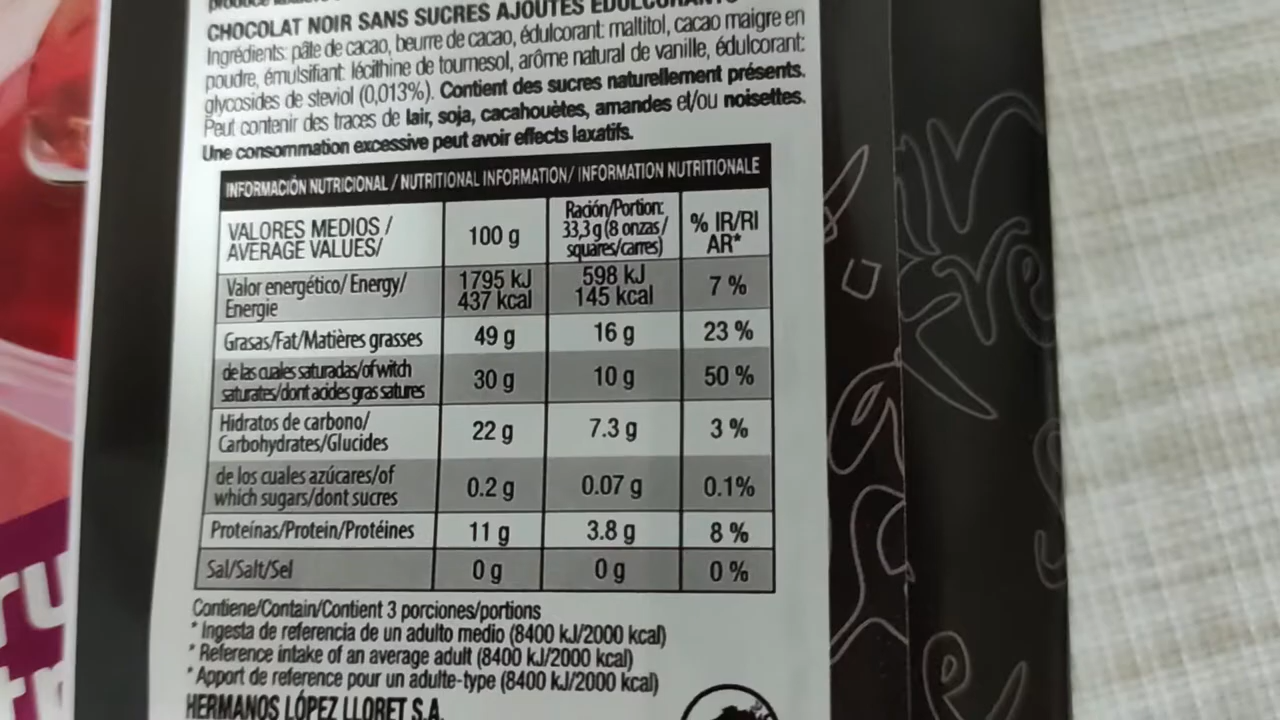 CHOCOLAT NOIR SANS SUCRES AJOUTÉS
Ingrédients: pâte de cacao, beurre de cacao, édulcorant: maltitol, cacao maigre en
poudre, émulsifiant: lécithine de tournesol, arôme natural de vanille, édulcorant:
glycosides de steviol (0,013%). Contient des sucres naturellement présents.
Peut contenir des traces de lair, soja, cacahouètes, amandes et/ou noisettes.
Une consommation excessive peut avoir effects laxatifs.
INFORMACIÓN NUTRICIONAL / NUTRITIONAL INFORMATION/ INFORMATION NUTRITIONALE
VALORES MEDIOS /
AVERAGE VALUES/
100 g
Ración/Portion:
33,3 g (8 onzas/
squares/carres)
% IR/RI
AR*
Valor energético/ Energy/
Energie
1795 kJ
437 kcal
598 kJ
145 kcal
7 %
Grasas/Fat/Matières grasses
49 g
16 g
23 %
de las cuales saturadas/of witch
saturates/dont acides gras satures
30 g
10 g
50 %
Hidratos de carbono/
Carbohydrates/Glucides
22 g
7.3 g
3 %
de los cuales azúcares/of
which sugars/dont sucres
0.2 g
0.07 g
0.1%
Proteínas/Protein/Protéines
11 g
3.8 g
8 %
Sal/Salt/Sel
0 g
0 g
0 %
Contiene/Contain/Contient 3 porciones/portions
* Ingesta de referencia de un adulto medio (8400 kJ/2000 kcal)
* Reference intake of an average adult (8400 kJ/2000 kcal)
* Apport de reference pour un adulte-type (8400 kJ/2000 kcal)
HERMANOS LÓPEZ LLORET S.A.